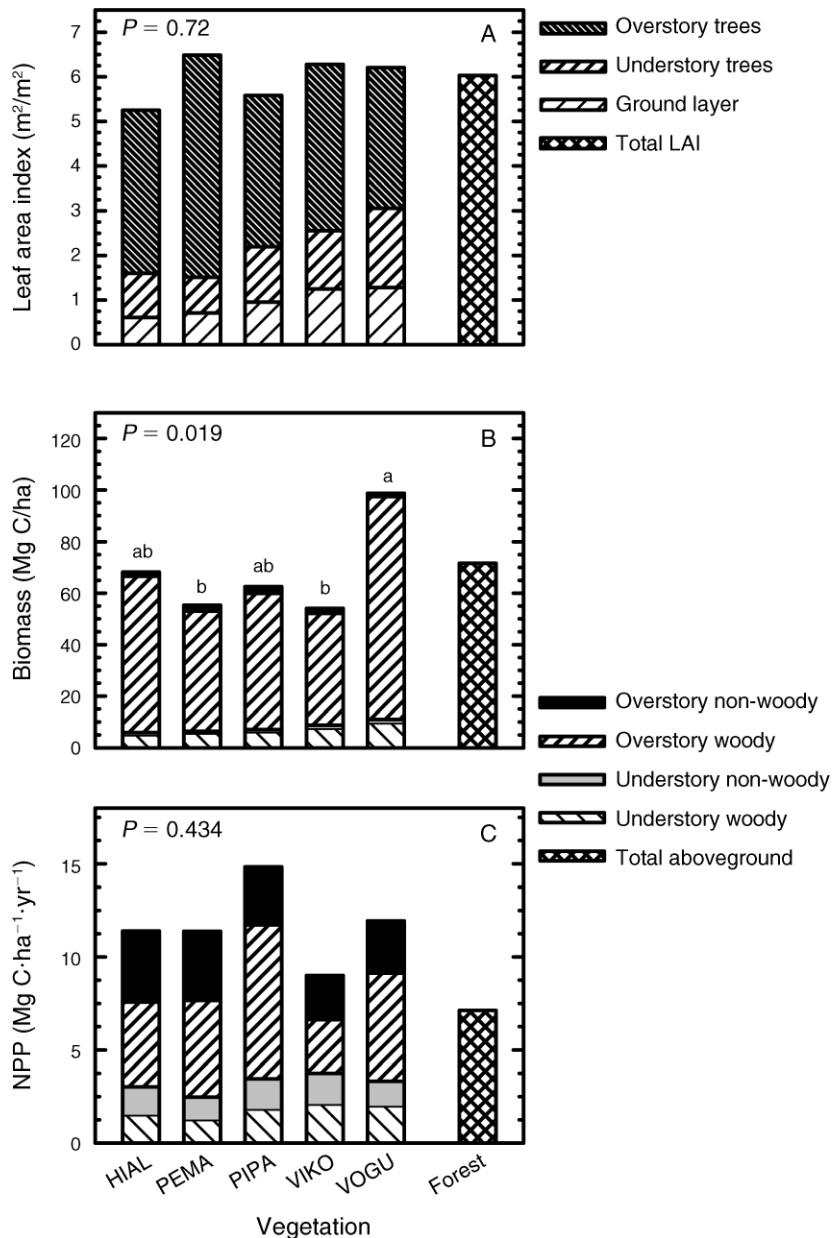 P = 0.72
A
7
6
5
4
3
2
1
0
Leaf area index (m²/m²)
Overstory trees
Understory trees
Ground layer
Total LAI
P = 0.019
B
120
100
80
60
40
20
0
Biomass (Mg C/ha)
ab
b
ab
b
a
Overstory non-woody
Overstory woody
Understory non-woody
Understory woody
Total aboveground
P = 0.434
C
15
10
5
0
NPP (Mg C·ha⁻¹·yr⁻¹)
HIAL
PEMA
PIPA
VIKO
VOGU
Forest
Vegetation